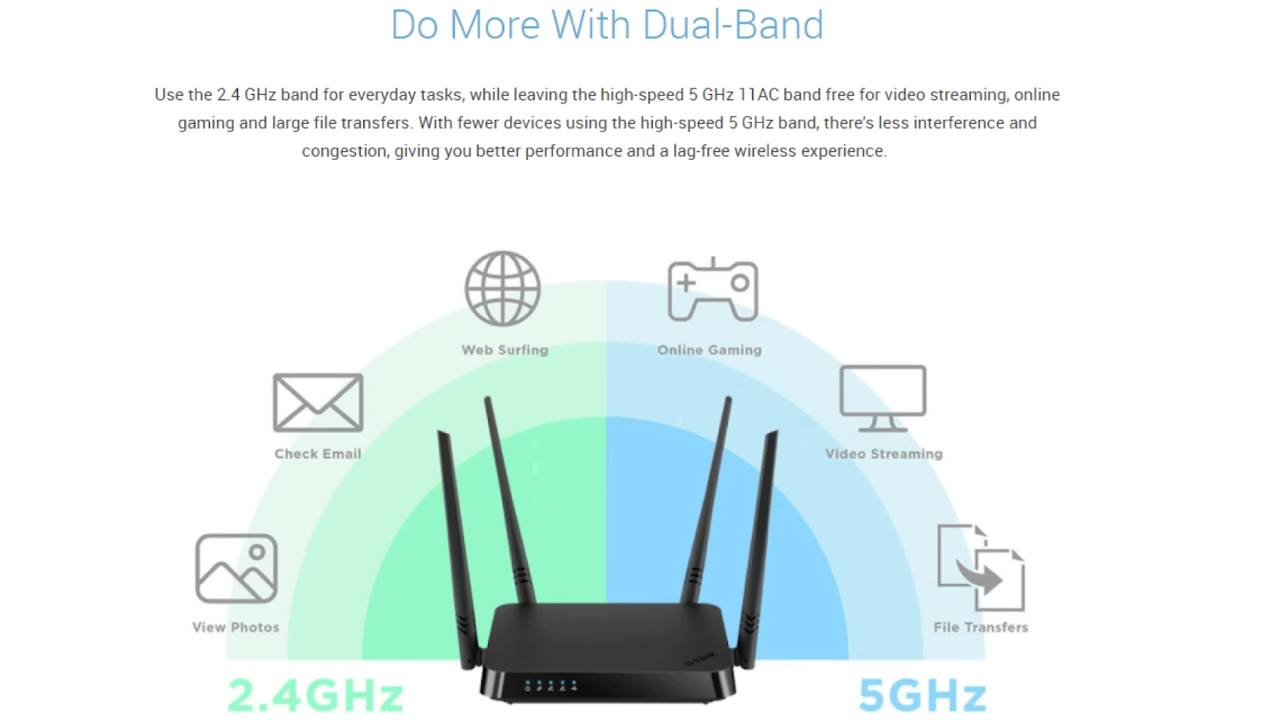 Do More With Dual-Band
Use the 2.4 GHz band for everyday tasks, while leaving the high-speed 5 GHz 11AC band free for video streaming, online
gaming and large file transfers. With fewer devices using the high-speed 5 GHz band, there's less interference and
congestion, giving you better performance and a lag-free wireless experience.
Web Surfing
Online Gaming
Check Email
Video Streaming
View Photos
File Transfers
D-Link
2.4GHz
5GHz